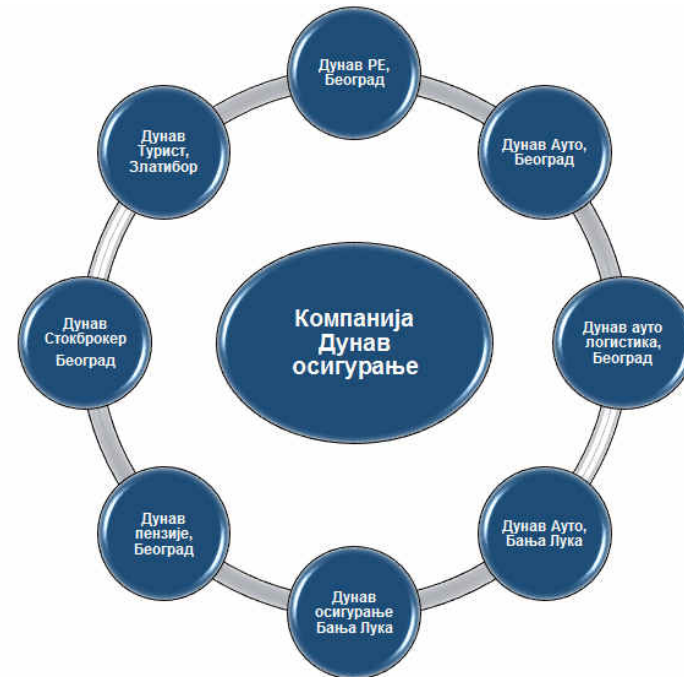 Дунав РЕ,
Београд
Дунав
Турист,
Златибор
Дунав Ауто,
Београд
Компанија
Дунав
осигурање
Дунав
Стокброкер
Београд
Дунав ауто
логистика,
Београд
Дунав
пензије,
Београд
Дунав Ауто,
Бања Лука
Дунав
осигурање
Бања Лука